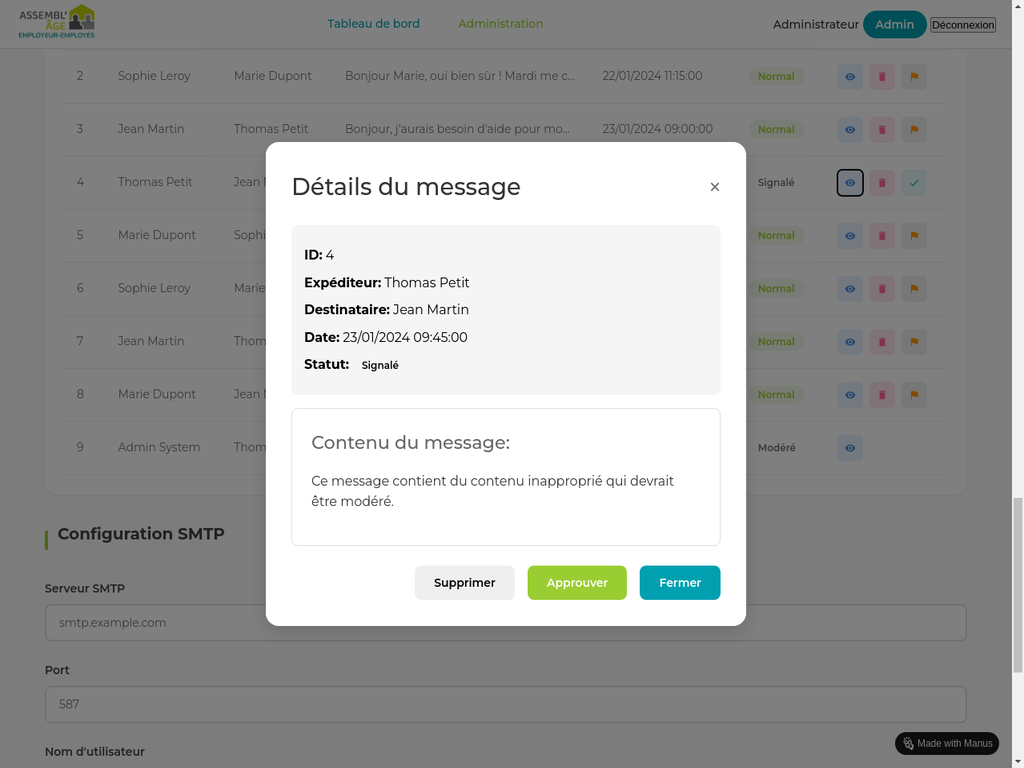 ASSEMBL'
ÂGE
EMPLOYEUR-EMPLOYÉS
Tableau de bord
Administration
Administrateur
Admin
Déconnexion
2 Sophie Leroy Marie Dupont Bonjour Marie, oui bien sûr ! Mardi me c... 22/01/2024 11:15:00 Normal
3 Jean Martin Thomas Petit Bonjour, j'aurais besoin d'aide pour mo... 23/01/2024 09:00:00 Normal
4 Thomas Petit Jean Signalé
5 Marie Dupont Sophi Normal
6 Sophie Leroy Marie Normal
7 Jean Martin Thom Normal
8 Marie Dupont Jean Normal
9 Admin System Thom Modéré
Détails du message
×
ID: 4
Expéditeur: Thomas Petit
Destinataire: Jean Martin
Date: 23/01/2024 09:45:00
Statut: Signalé
Contenu du message:
Ce message contient du contenu inapproprié qui devrait
être modéré.
Supprimer
Approuver
Fermer
Configuration SMTP
Serveur SMTP
smtp.example.com
Port
587
Nom d'utilisateur
Made with Manus